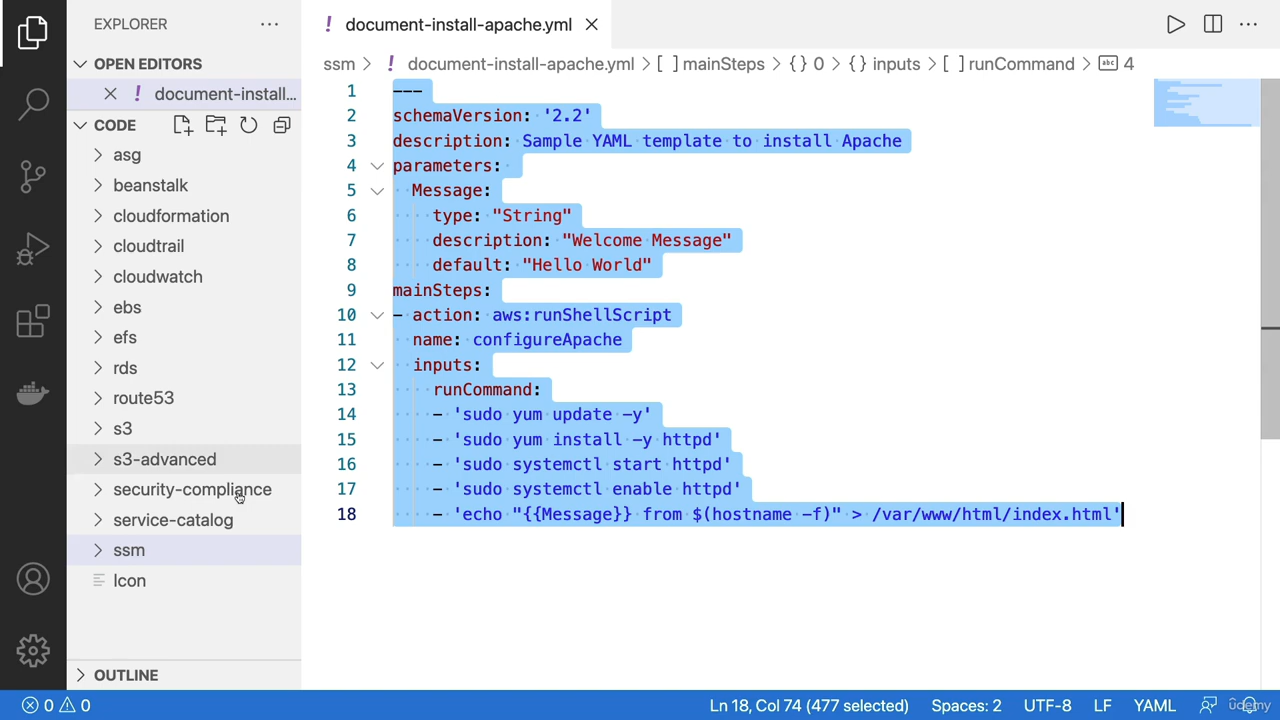 EXPLORER
OPEN EDITORS
document-install...
CODE
asg
beanstalk
cloudformation
cloudtrail
cloudwatch
ebs
efs
rds
route53
s3
s3-advanced
security-compliance
service-catalog
ssm
Icon
OUTLINE
! document-install-apache.yml
ssm > ! document-install-apache.yml > [ ] mainSteps > {} 0 > {} inputs > [ ] runCommand > abc 4
1 ---
2 schemaVersion: '2.2'
3 description: Sample YAML template to install Apache
4 parameters:
5   Message:
6     type: "String"
7     description: "Welcome Message"
8     default: "Hello World"
9 mainSteps:
10 - action: aws:runShellScript
11   name: configureApache
12   inputs:
13     runCommand:
14     - 'sudo yum update -y'
15     - 'sudo yum install -y httpd'
16     - 'sudo systemctl start httpd'
17     - 'sudo systemctl enable httpd'
18     - 'echo "{{Message}} from $(hostname -f)" > /var/www/html/index.html'
0 0 Ln 18, Col 74 (477 selected) Spaces: 2 UTF-8 LF YAML
udemy